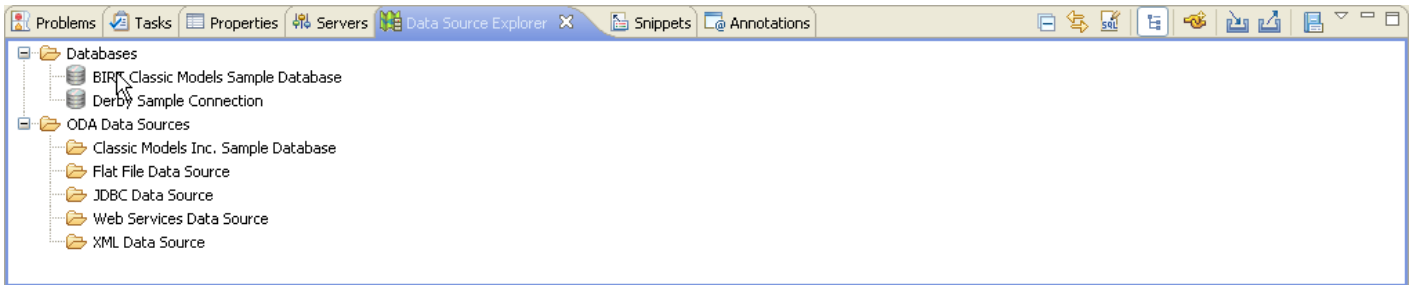 Problems Tasks Properties Servers Data Source Explorer Snippets Annotations
Databases
BIRT Classic Models Sample Database
Derby Sample Connection
ODA Data Sources
Classic Models Inc. Sample Database
Flat File Data Source
JDBC Data Source
Web Services Data Source
XML Data Source